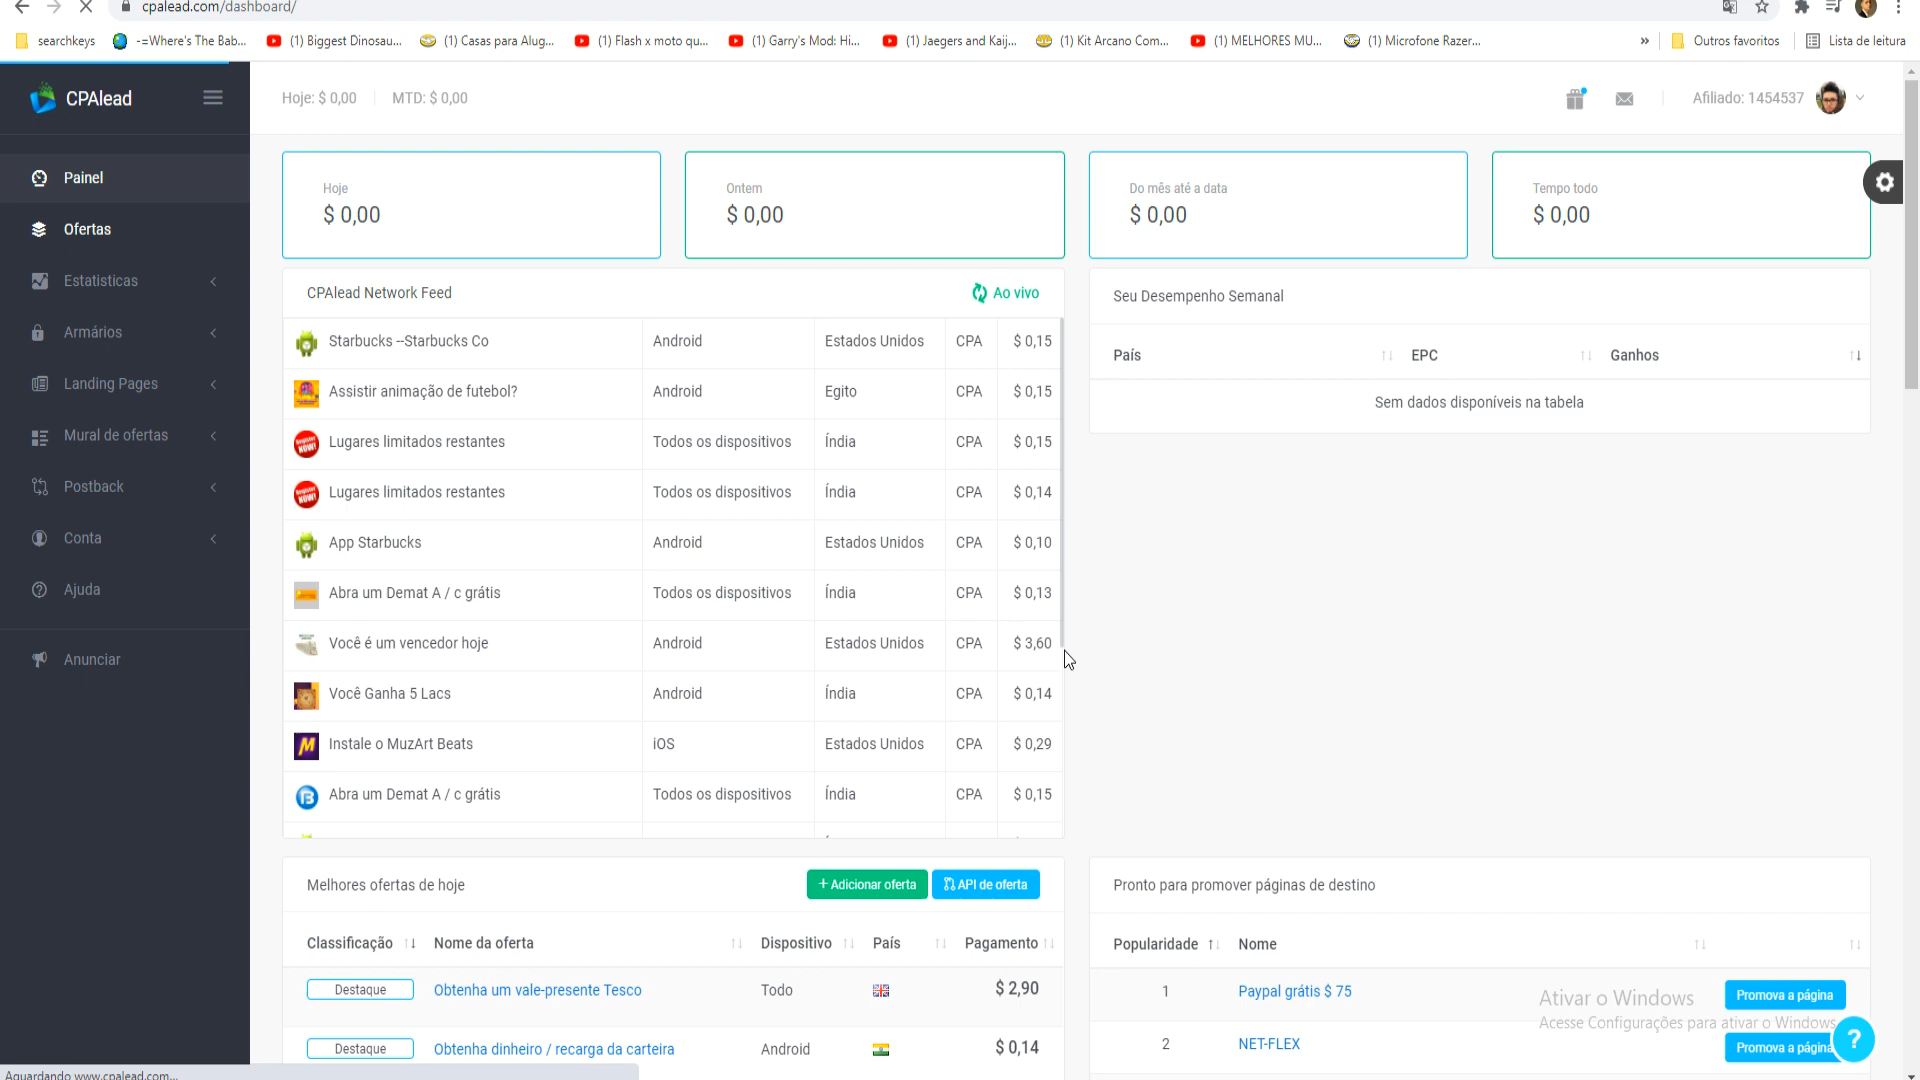 cpalead.com/dashboard/
searchkeys
-=Where's The Bab...
(1) Biggest Dinosau...
(1) Casas para Alug...
(1) Flash x moto qu...
(1) Garry's Mod: Hi...
(1) Jaegers and Kaij...
(1) Kit Arcano Com...
(1) MELHORES MU...
(1) Microfone Razer...
»
Outros favoritos
Lista de leitura
CPAlead
Hoje: $ 0,00
MTD: $ 0,00
Afiliado: 1454537
Painel
Ofertas
Estatisticas
Armários
Landing Pages
Mural de ofertas
Postback
Conta
Ajuda
Anunciar
Hoje
$ 0,00
Ontem
$ 0,00
Do mês até a data
$ 0,00
Tempo todo
$ 0,00
CPAlead Network Feed
Ao vivo
Starbucks --Starbucks Co Android Estados Unidos CPA $ 0,15
Assistir animação de futebol? Android Egito CPA $ 0,15
Lugares limitados restantes Todos os dispositivos Índia CPA $ 0,15
Lugares limitados restantes Todos os dispositivos Índia CPA $ 0,14
App Starbucks Android Estados Unidos CPA $ 0,10
Abra um Demat A / c grátis Todos os dispositivos Índia CPA $ 0,13
Você é um vencedor hoje Android Estados Unidos CPA $ 3,60
Você Ganha 5 Lacs Android Índia CPA $ 0,14
Instale o MuzArt Beats iOS Estados Unidos CPA $ 0,29
Abra um Demat A / c grátis Todos os dispositivos Índia CPA $ 0,15
Seu Desempenho Semanal
País EPC Ganhos
Sem dados disponíveis na tabela
Melhores ofertas de hoje
+ Adicionar oferta
API de oferta
Classificação Nome da oferta Dispositivo País Pagamento
Destaque Obtenha um vale-presente Tesco Todo $ 2,90
Destaque Obtenha dinheiro / recarga da carteira Android $ 0,14
Pronto para promover páginas de destino
Popularidade Nome
1 Paypal grátis $ 75 Promova a página
2 NET-FLEX Promova a página
Ativar o Windows
Acesse Configurações para ativar o Windows.
?
Aguardando www.cpalead.com...